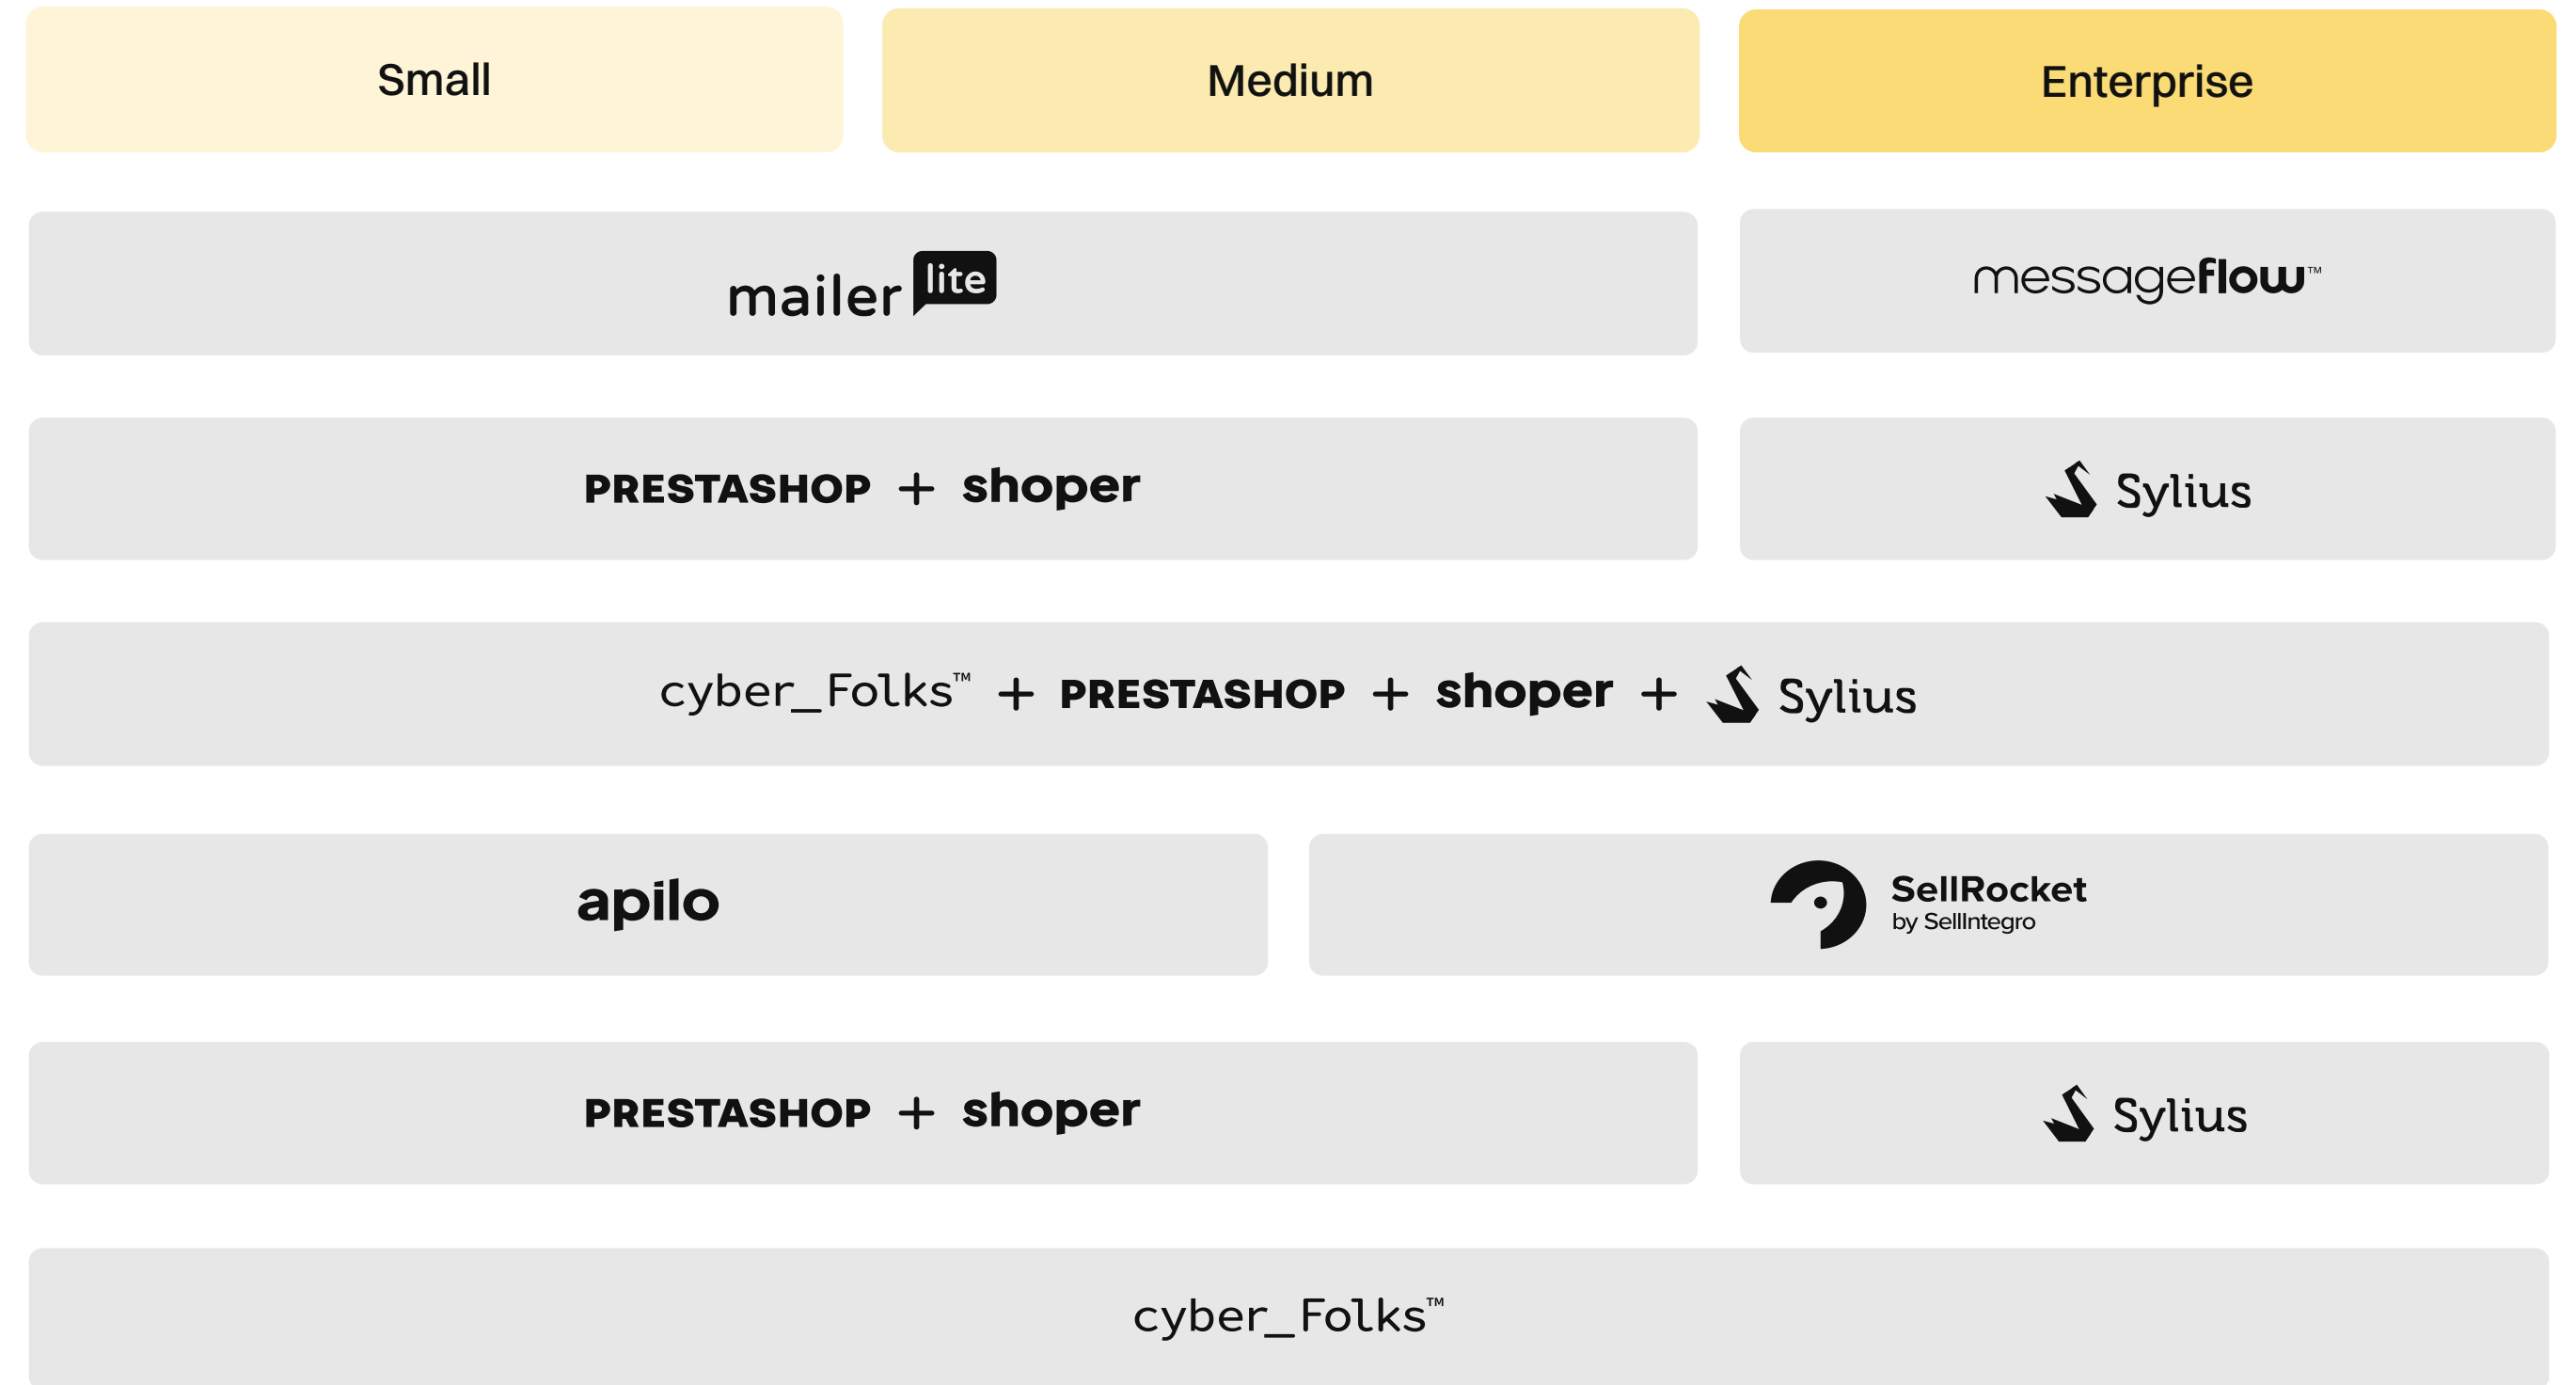 Small Medium Enterprise
mailer lite messageflow™
PRESTASHOP + shoper Sylius
cyber_Folks™ + PRESTASHOP + shoper + Sylius
apilo SellRocket
by SellIntegro
PRESTASHOP + shoper Sylius
cyber_Folks™